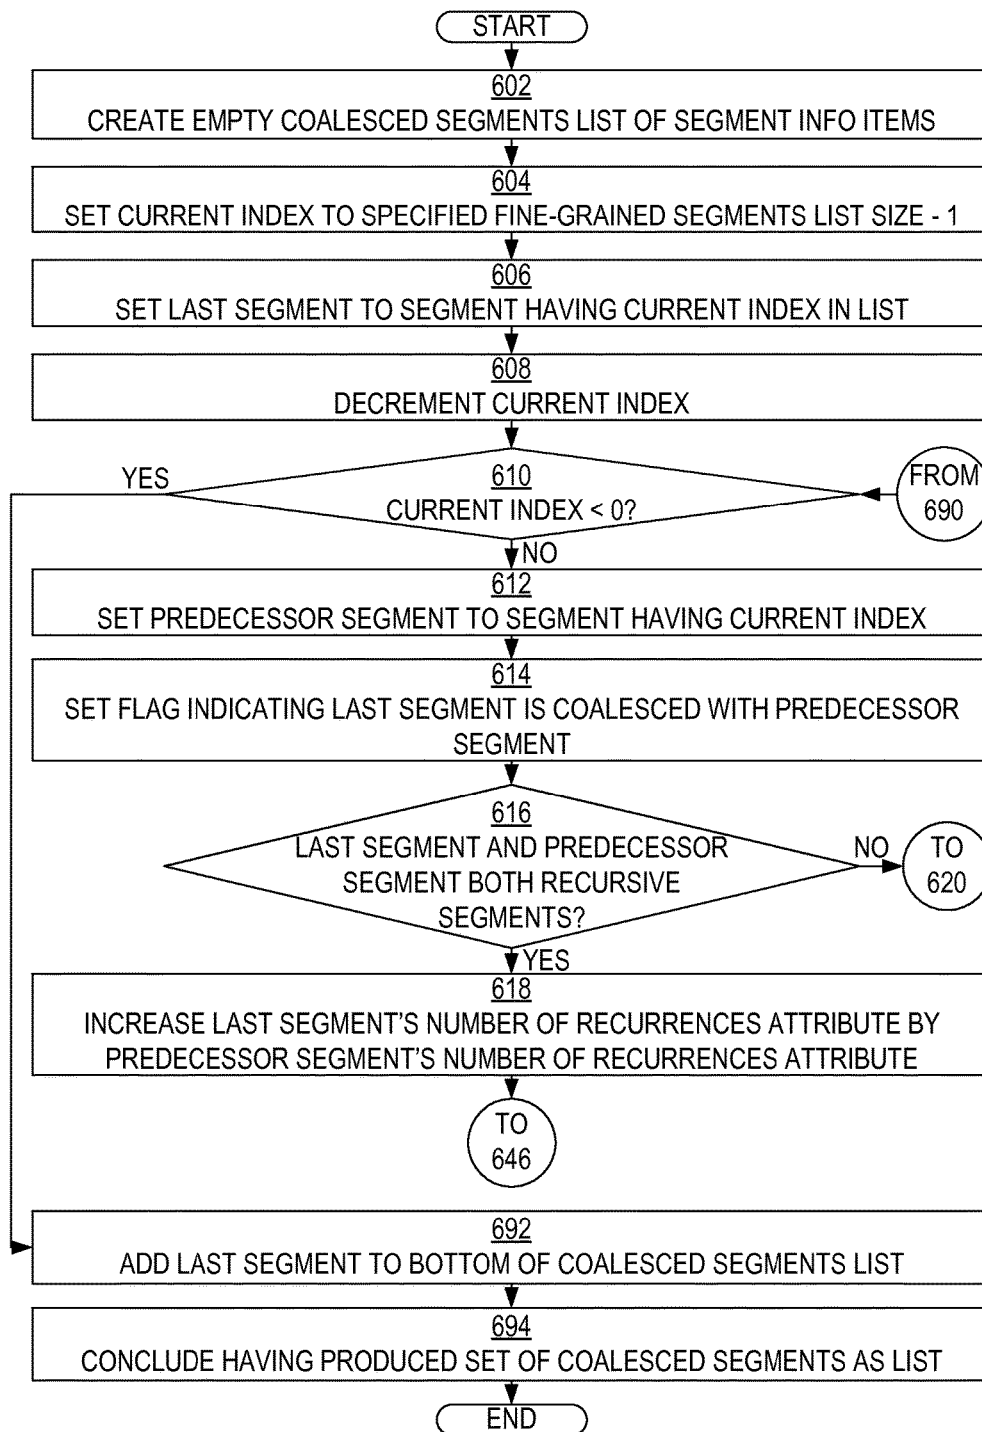 START
602
CREATE EMPTY COALESCED SEGMENTS LIST OF SEGMENT INFO ITEMS
604
SET CURRENT INDEX TO SPECIFIED FINE-GRAINED SEGMENTS LIST SIZE - 1
606
SET LAST SEGMENT TO SEGMENT HAVING CURRENT INDEX IN LIST
608
DECREMENT CURRENT INDEX
YES
610
CURRENT INDEX < 0?
FROM
690
NO
612
SET PREDECESSOR SEGMENT TO SEGMENT HAVING CURRENT INDEX
614
SET FLAG INDICATING LAST SEGMENT IS COALESCED WITH PREDECESSOR
SEGMENT
616
LAST SEGMENT AND PREDECESSOR
SEGMENT BOTH RECURSIVE
SEGMENTS?
NO
TO
620
YES
618
INCREASE LAST SEGMENT'S NUMBER OF RECURRENCES ATTRIBUTE BY
PREDECESSOR SEGMENT'S NUMBER OF RECURRENCES ATTRIBUTE
TO
646
692
ADD LAST SEGMENT TO BOTTOM OF COALESCED SEGMENTS LIST
694
CONCLUDE HAVING PRODUCED SET OF COALESCED SEGMENTS AS LIST
END